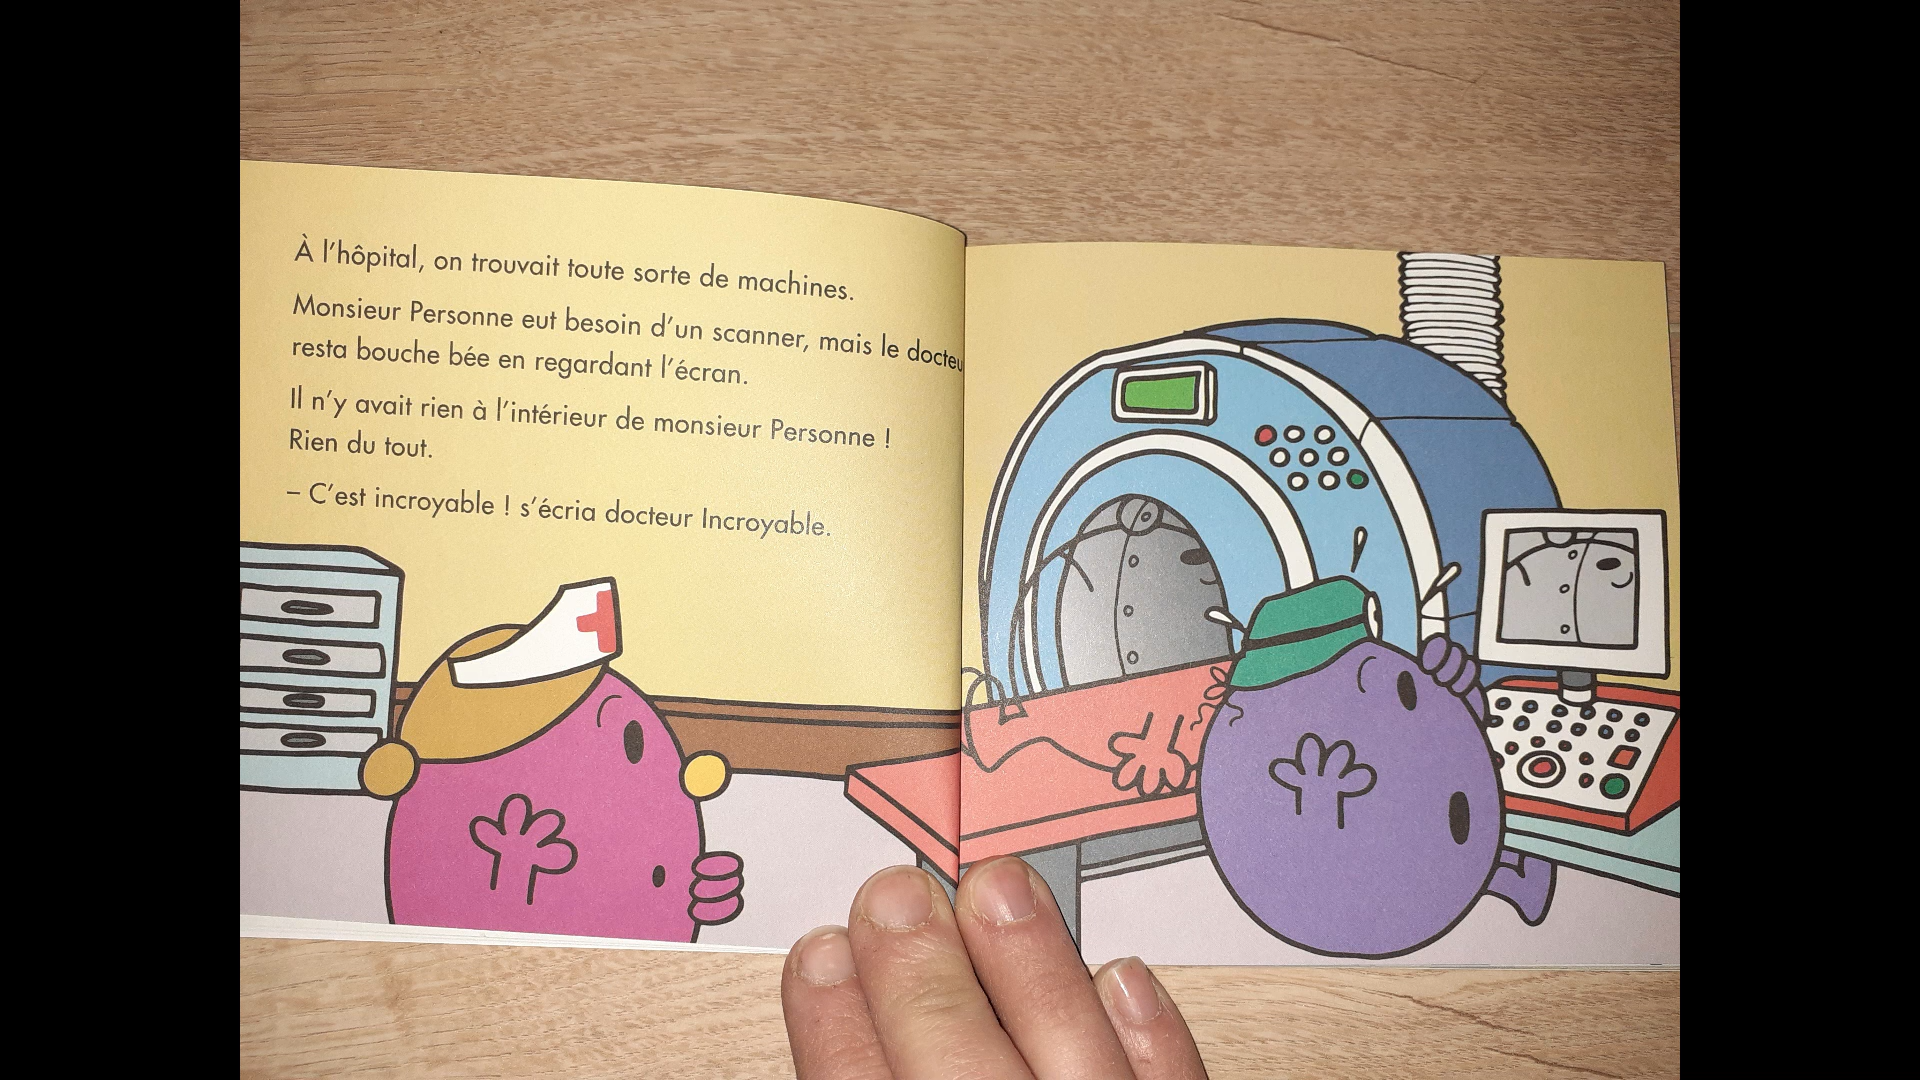 À l'hôpital, on trouvait toute sorte de machines.
Monsieur Personne eut besoin d'un scanner, mais le docteu
resta bouche bée en regardant l'écran.
Il n'y avait rien à l'intérieur de monsieur Personne !
Rien du tout.
– C'est incroyable ! s'écria docteur Incroyable.